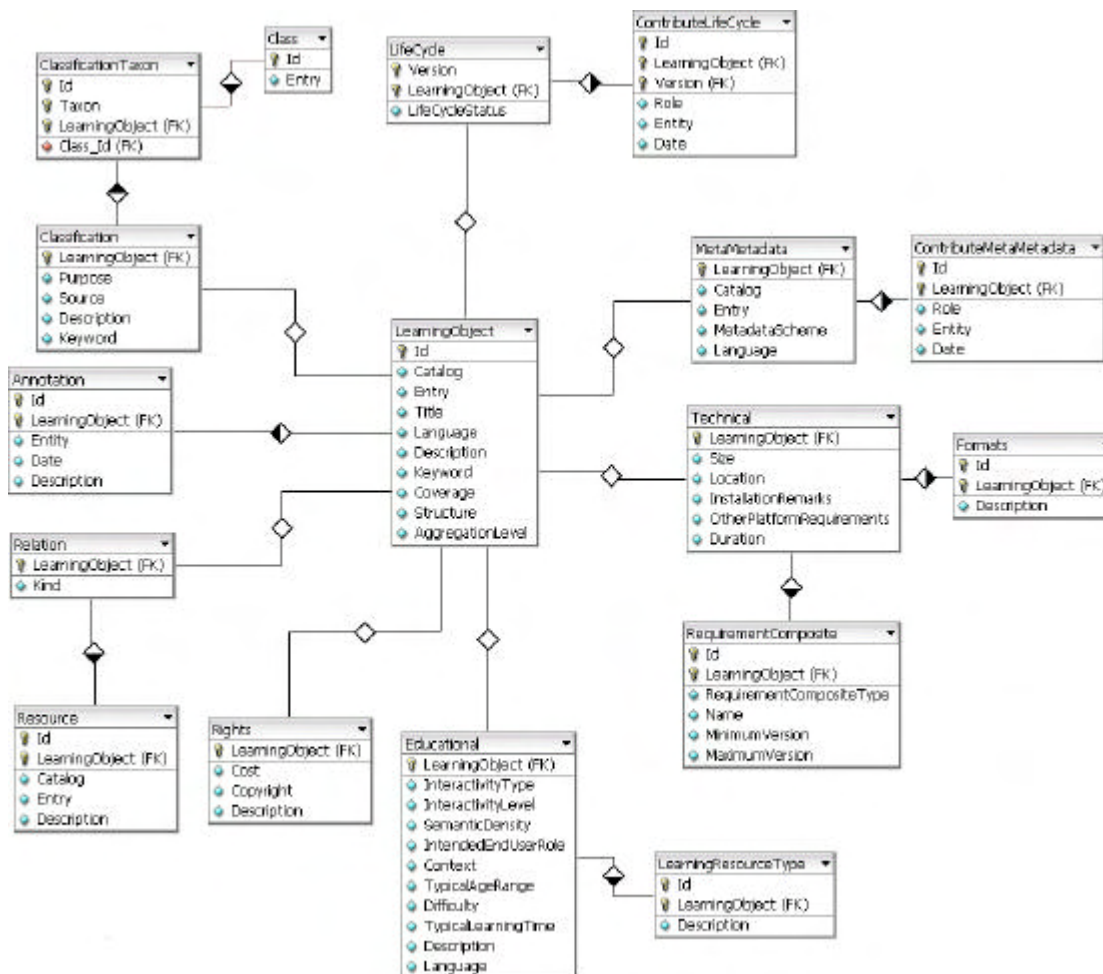 Class
Id
Entry
ClassificationTaxon
Id
Taxon
LearningObject (FK)
Class_Id (FK)
LifeCycle
Version
LearningObject (FK)
LifeCycleStatus
ContributeLifeCycle
Id
LearningObject (FK)
Version (FK)
Role
Entity
Date
Classification
LearningObject (FK)
Purpose
Source
Description
Keyword
MetaMetadata
LearningObject (FK)
Catalog
Entry
MetadataScheme
Language
ContributeMetaMetadata
Id
LearningObject (FK)
Role
Entity
Date
LearningObject
Id
Catalog
Entry
Title
Language
Description
Keyword
Coverage
Structure
AggregationLevel
Annotation
Id
LearningObject (FK)
Entity
Date
Description
Technical
LearningObject (FK)
Size
Location
InstallationRemarks
OtherPlatformRequirements
Duration
Formats
Id
LearningObject (FK)
Description
Relation
LearningObject (FK)
Kind
RequirementComposite
Id
LearningObject (FK)
RequirementCompositeType
Name
MinimumVersion
MaximumVersion
Resource
Id
LearningObject (FK)
Catalog
Entry
Description
Rights
LearningObject (FK)
Cost
Copyright
Description
Educational
LearningObject (FK)
InteractivityType
InteractivityLevel
SemanticDensity
IntendedEndUserRole
Context
TypicalAgeRange
Difficulty
TypicalLearningTime
Description
Language
LearningResourceType
Id
LearningObject (FK)
Description